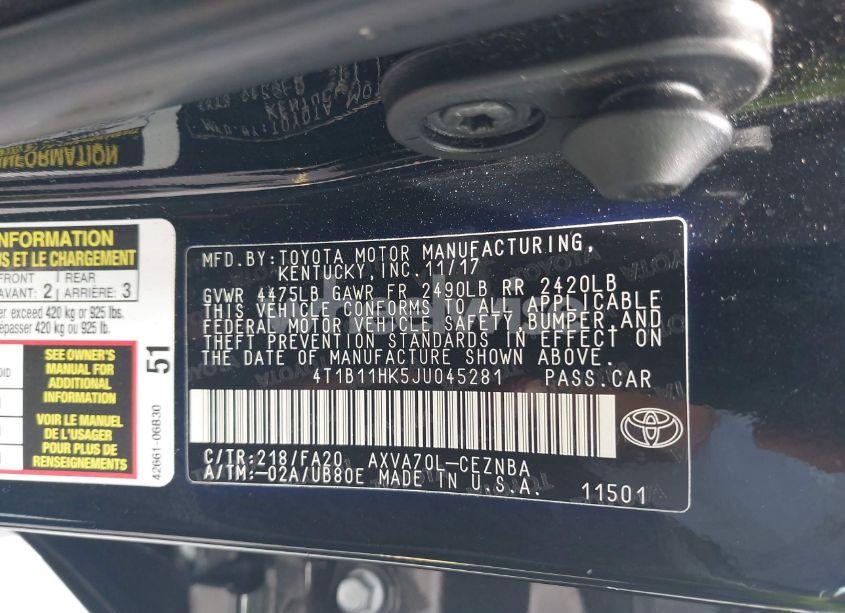 INFORMATION
NFORMATION
US ET LE CHARGEMENT
FRONT
AVANT: 2
REAR
ARRIÈRE: 3
er exceed 420 kg or 925 lbs.
épasser 420 kg ou 925 lb.
SEE OWNER'S
MANUAL FOR
ADDITIONAL
INFORMATION
VOIR LE MANUEL
DE L'USAGER
POUR PLUS DE
RENSEIGNEMENTS
51
42661-06B30
MFD.BY:TOYOTA MOTOR MANUFACTURING,
KENTUCKY,INC.11/17
GVWR 4475LB GAWR FR 2490LB RR 2420LB
THIS VEHICLE CONFORMS TO ALL APPLICABLE
FEDERAL MOTOR VEHICLE SAFETY,BUMPER,AND
THEFT PREVENTION STANDARDS IN EFFECT ON
THE DATE OF MANUFACTURE SHOWN ABOVE.
4T1B11HK5JU045281 PASS.CAR
C/TR:218/FA20 AXVA70L-CEZNBA
A/TM:-02A/UB80E MADE IN U.S.A. 11501